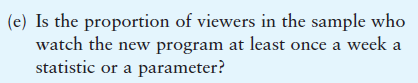 (e) Is the proportion of viewers in the sample who
watch the new program at least once a week a
statistic or a parameter?